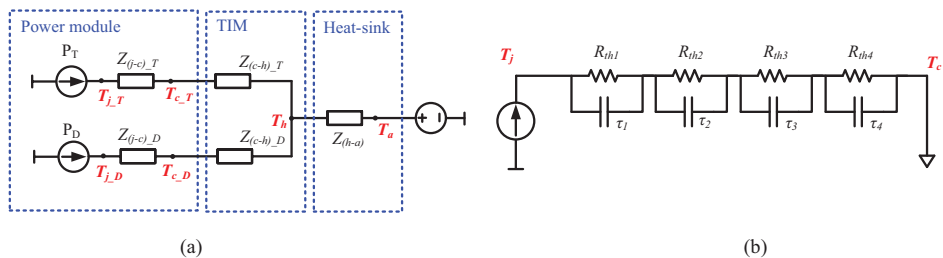 Power module
TIM
Heat-sink
P_T
Z_(j-c)_T
Z_(c-h)_T
T_j_T
T_c_T
T_h
Z_(h-a)
T_a
+ -
P_D
Z_(j-c)_D
Z_(c-h)_D
T_j_D
T_c_D
(a)
T_j
R_th1
R_th2
R_th3
R_th4
T_c
τ_1
τ_2
τ_3
τ_4
(b)